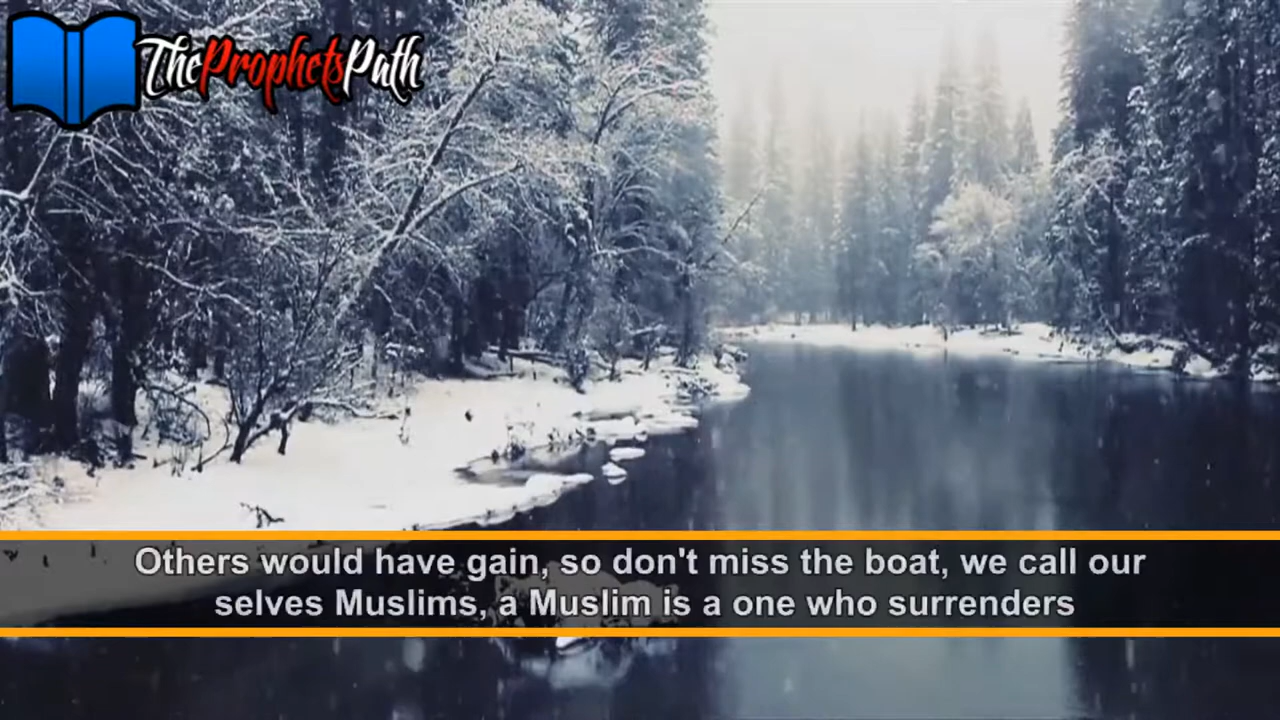 TheProphetsPath
Others would have gain, so don't miss the boat, we call our
selves Muslims, a Muslim is a one who surrenders